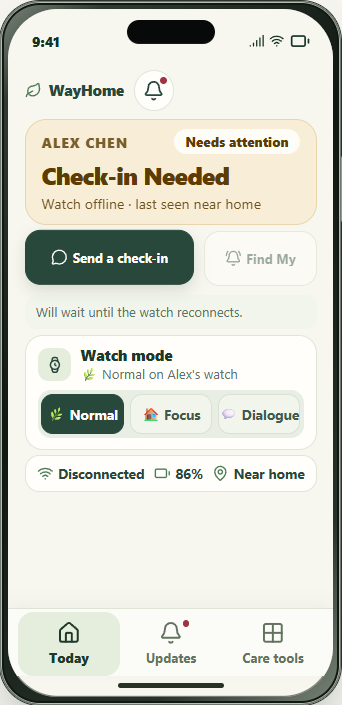 9:41
WayHome
ALEX CHEN
Needs attention
Check-in Needed
Watch offline · last seen near home
Send a check-in
Find My
Will wait until the watch reconnects.
Watch mode
Normal on Alex's watch
Normal
Focus
Dialogue
Disconnected
86%
Near home
Today
Updates
Care tools